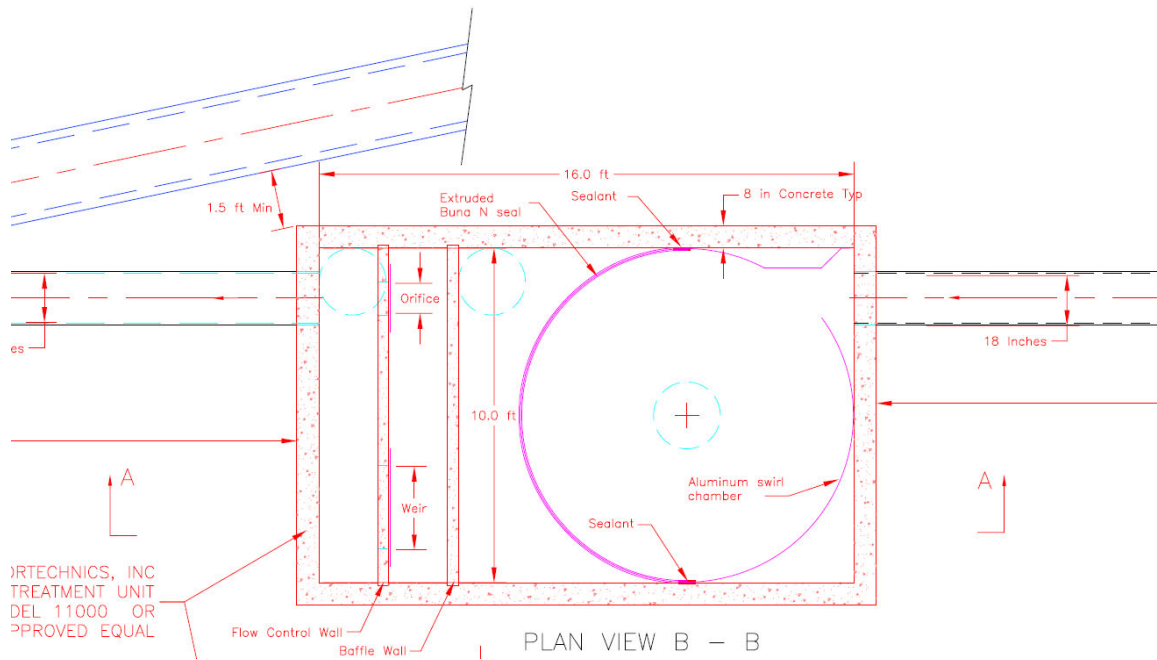 16.0 ft
1.5 ft Min
Extruded
Buna N seal
Sealant
8 in Concrete Typ
Orifice
es
18 Inches
10.0 ft
A
A
Aluminum swirl
chamber
Weir
Sealant
ORTECHNICS, INC
TREATMENT UNIT
DEL 11000 OR
PPROVED EQUAL
Flow Control Wall
Baffle Wall
PLAN VIEW B – B